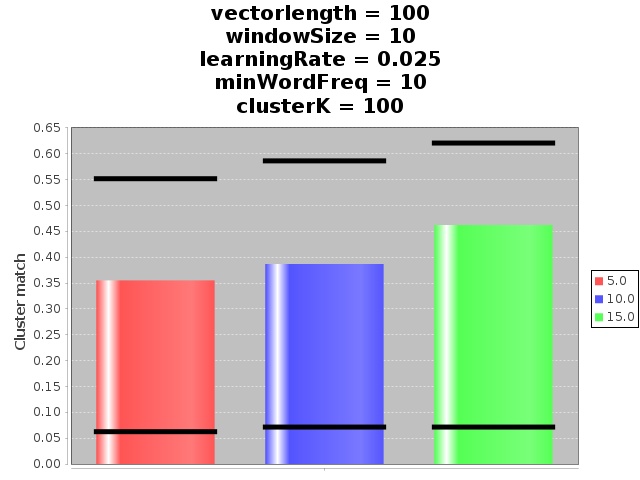 vectorlength = 100
windowSize = 10
learningRate = 0.025
minWordFreq = 10
clusterK = 100
0.65
0.60
0.55
0.50
0.45
0.40
0.35
0.30
0.25
0.20
0.15
0.10
0.05
0.00
Cluster match
5.0
10.0
15.0